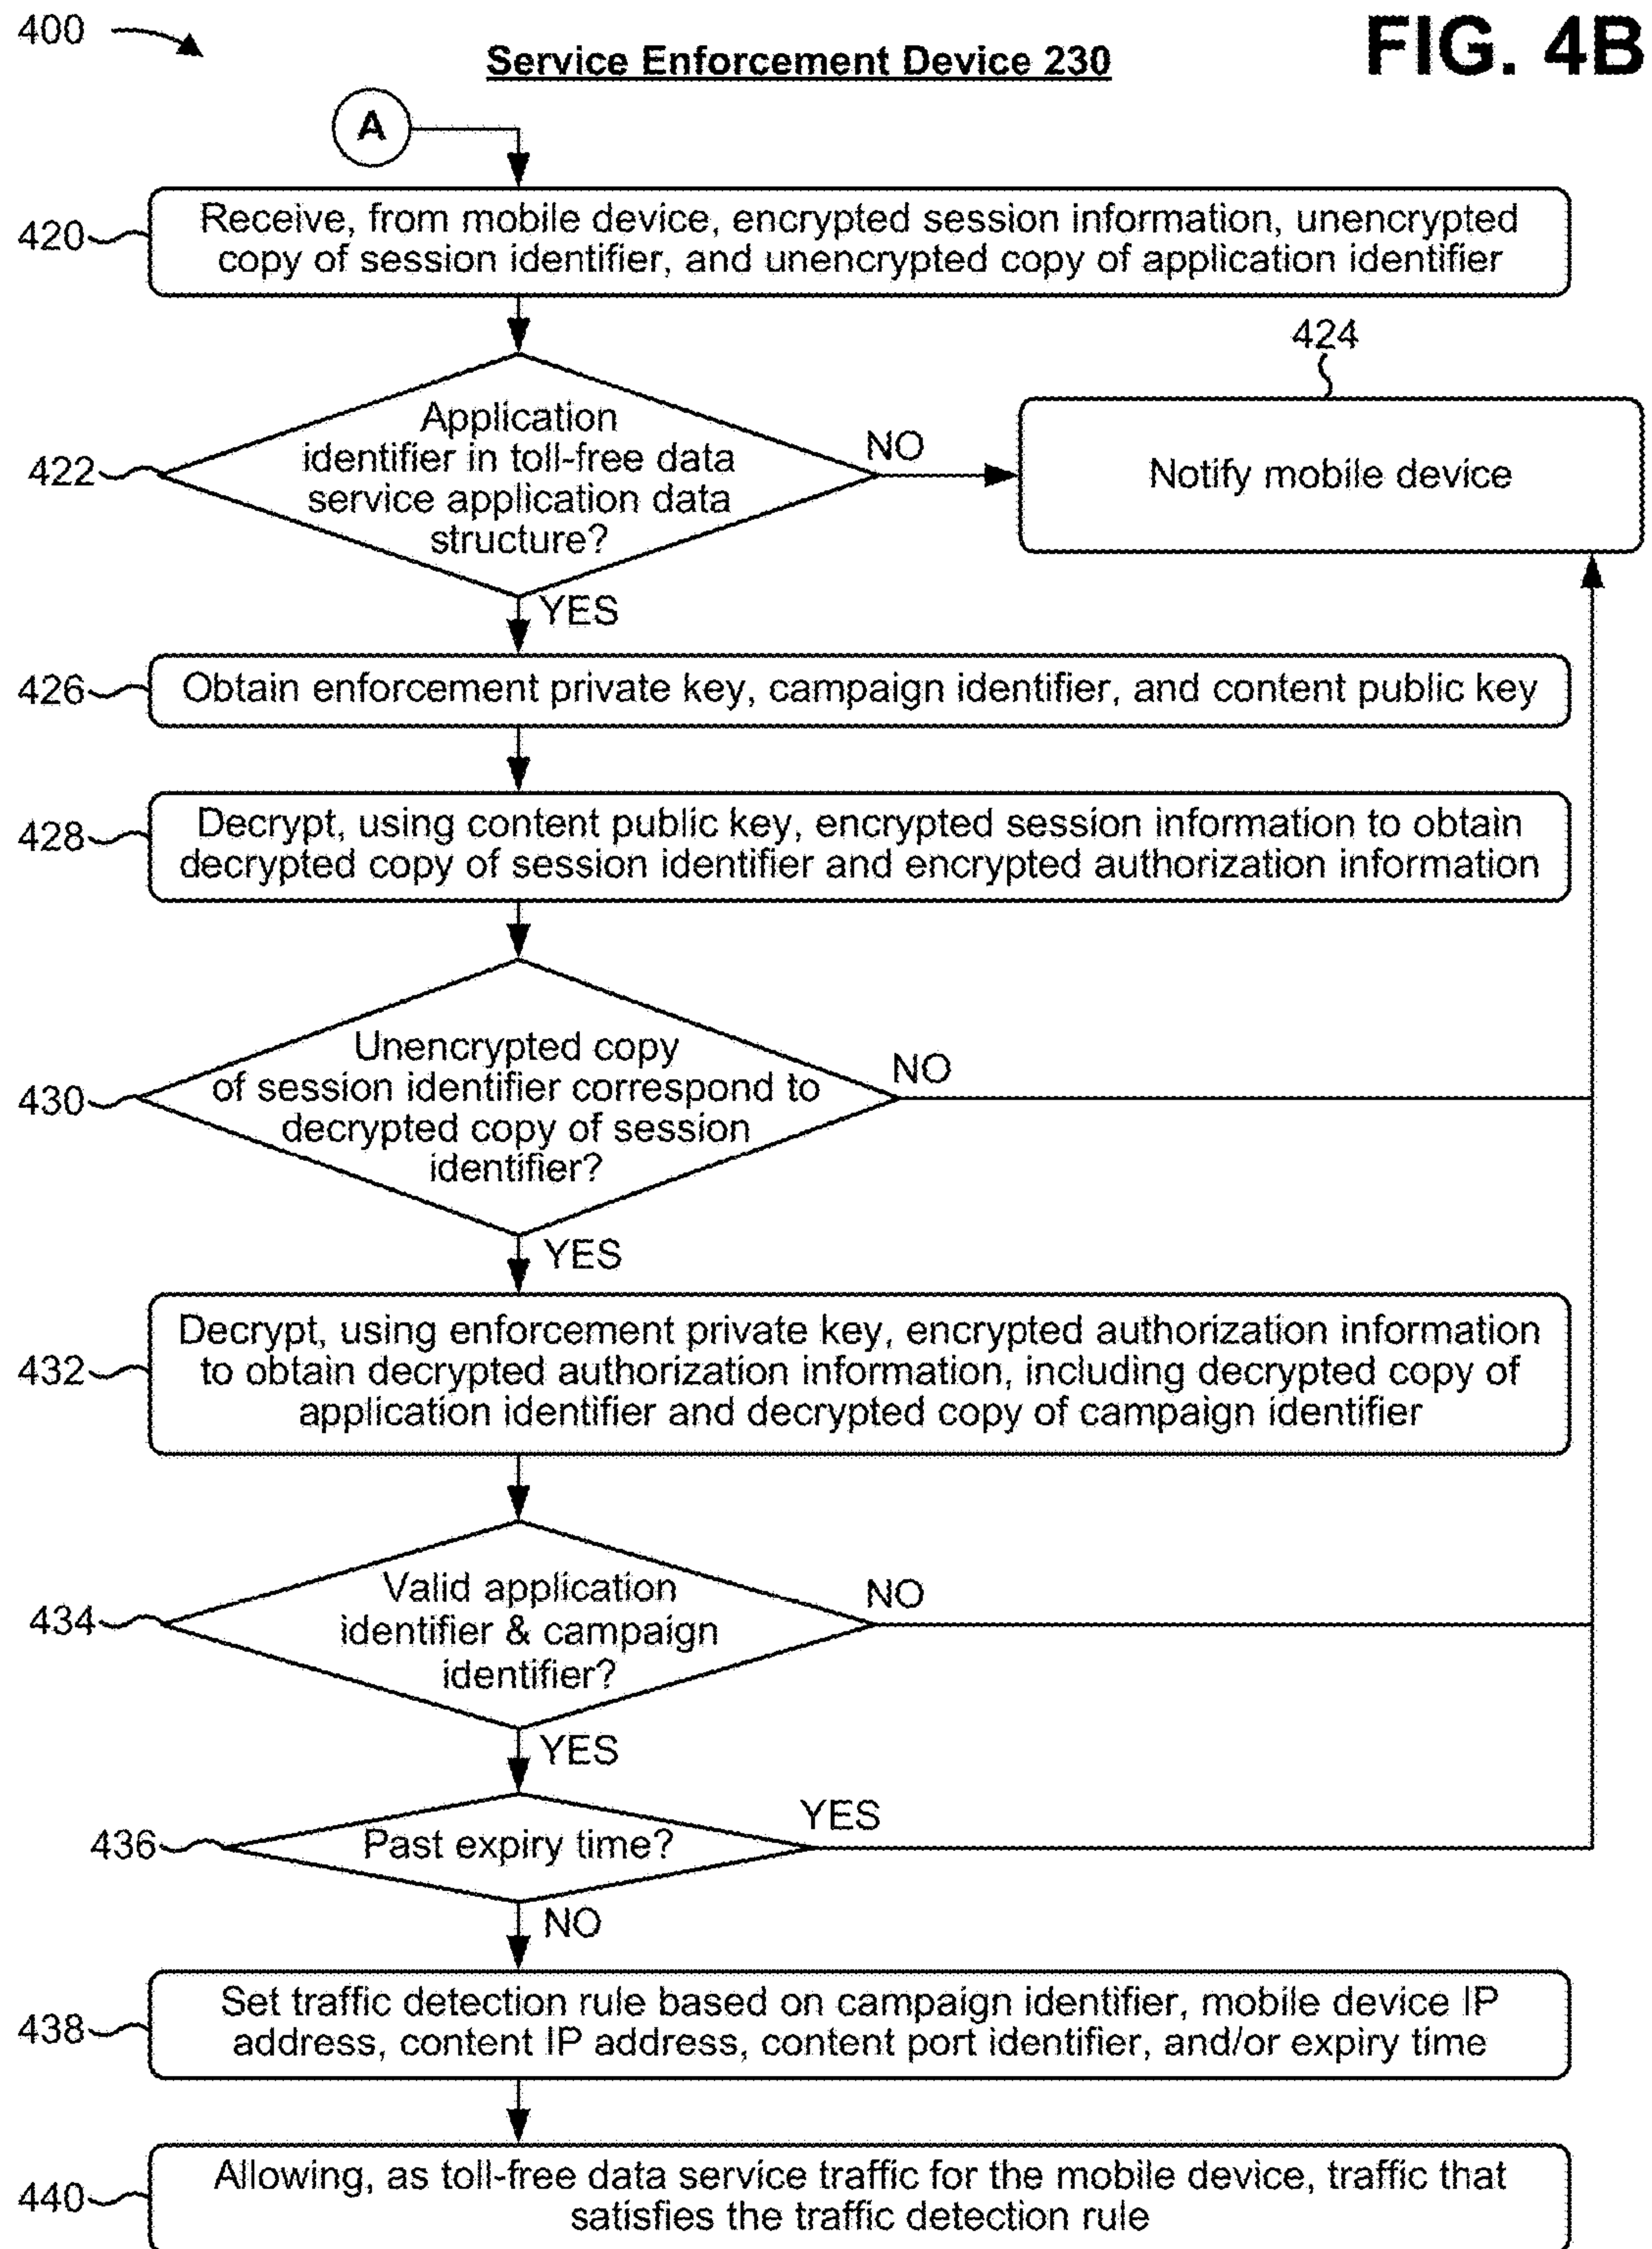 400
Service Enforcement Device 230
FIG. 4B
A
420
Receive, from mobile device, encrypted session information, unencrypted
copy of session identifier, and unencrypted copy of application identifier
424
Notify mobile device
422
Application
identifier in toll-free data
service application data
structure?
NO
YES
426
Obtain enforcement private key, campaign identifier, and content public key
428
Decrypt, using content public key, encrypted session information to obtain
decrypted copy of session identifier and encrypted authorization information
430
Unencrypted copy
of session identifier correspond to
decrypted copy of session
identifier?
NO
YES
432
Decrypt, using enforcement private key, encrypted authorization information
to obtain decrypted authorization information, including decrypted copy of
application identifier and decrypted copy of campaign identifier
434
Valid application
identifier & campaign
identifier?
NO
YES
436
Past expiry time?
YES
NO
438
Set traffic detection rule based on campaign identifier, mobile device IP
address, content IP address, content port identifier, and/or expiry time
440
Allowing, as toll-free data service traffic for the mobile device, traffic that
satisfies the traffic detection rule